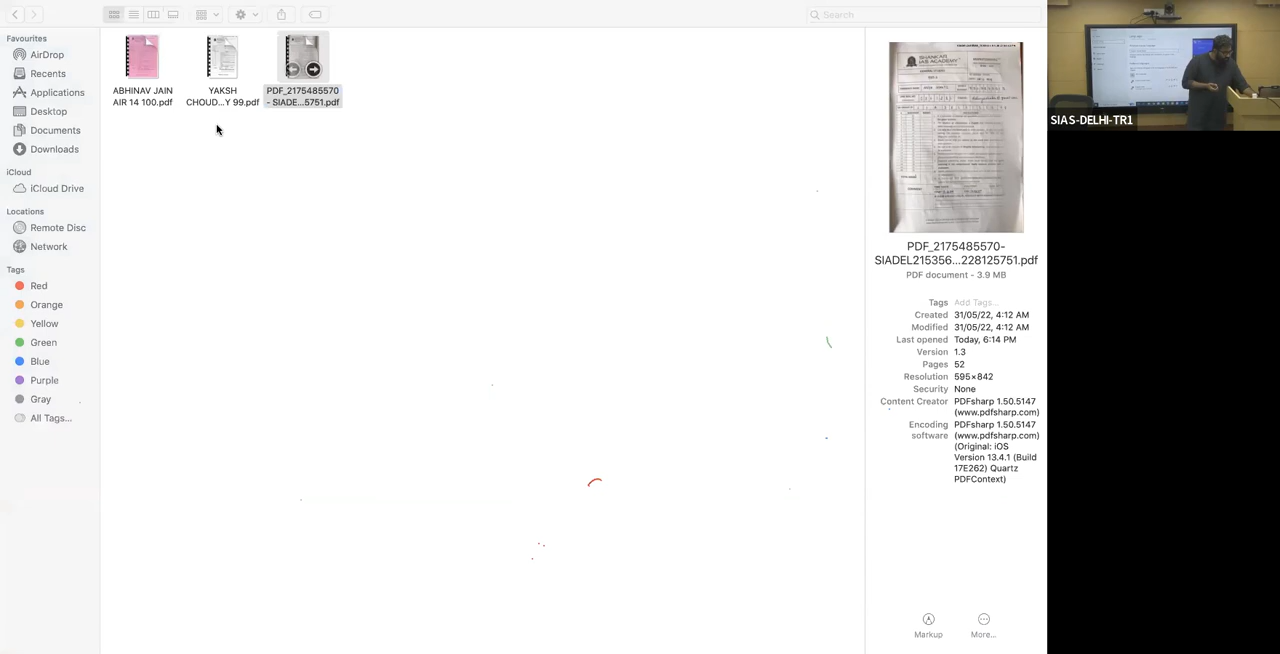 Search
Favourites
AirDrop
Recents
Applications
Desktop
Documents
Downloads
iCloud
iCloud Drive
Locations
Remote Disc
Network
Tags
Red
Orange
Yellow
Green
Blue
Purple
Gray
All Tags...
ABHINAV JAIN
AIR 14 100.pdf
YAKSH
CHOUD...Y 99.pdf
PDF_2175485570
- SIADE...5751.pdf
SHANKAR
IAS ACADEMY
PDF_2175485570-
SIADEL215356...228125751.pdf
PDF document - 3.9 MB
Tags Add Tags...
Created 31/05/22, 4:12 AM
Modified 31/05/22, 4:12 AM
Last opened Today, 6:14 PM
Version 1.3
Pages 52
Resolution 595×842
Security None
Content Creator PDFsharp 1.50.5147
(www.pdfsharp.com)
Encoding software PDFsharp 1.50.5147
(www.pdfsharp.com)
(Original: iOS
Version 13.4.1 (Build
17E262) Quartz
PDFContext)
Markup
More...
SIAS-DELHI-TR1